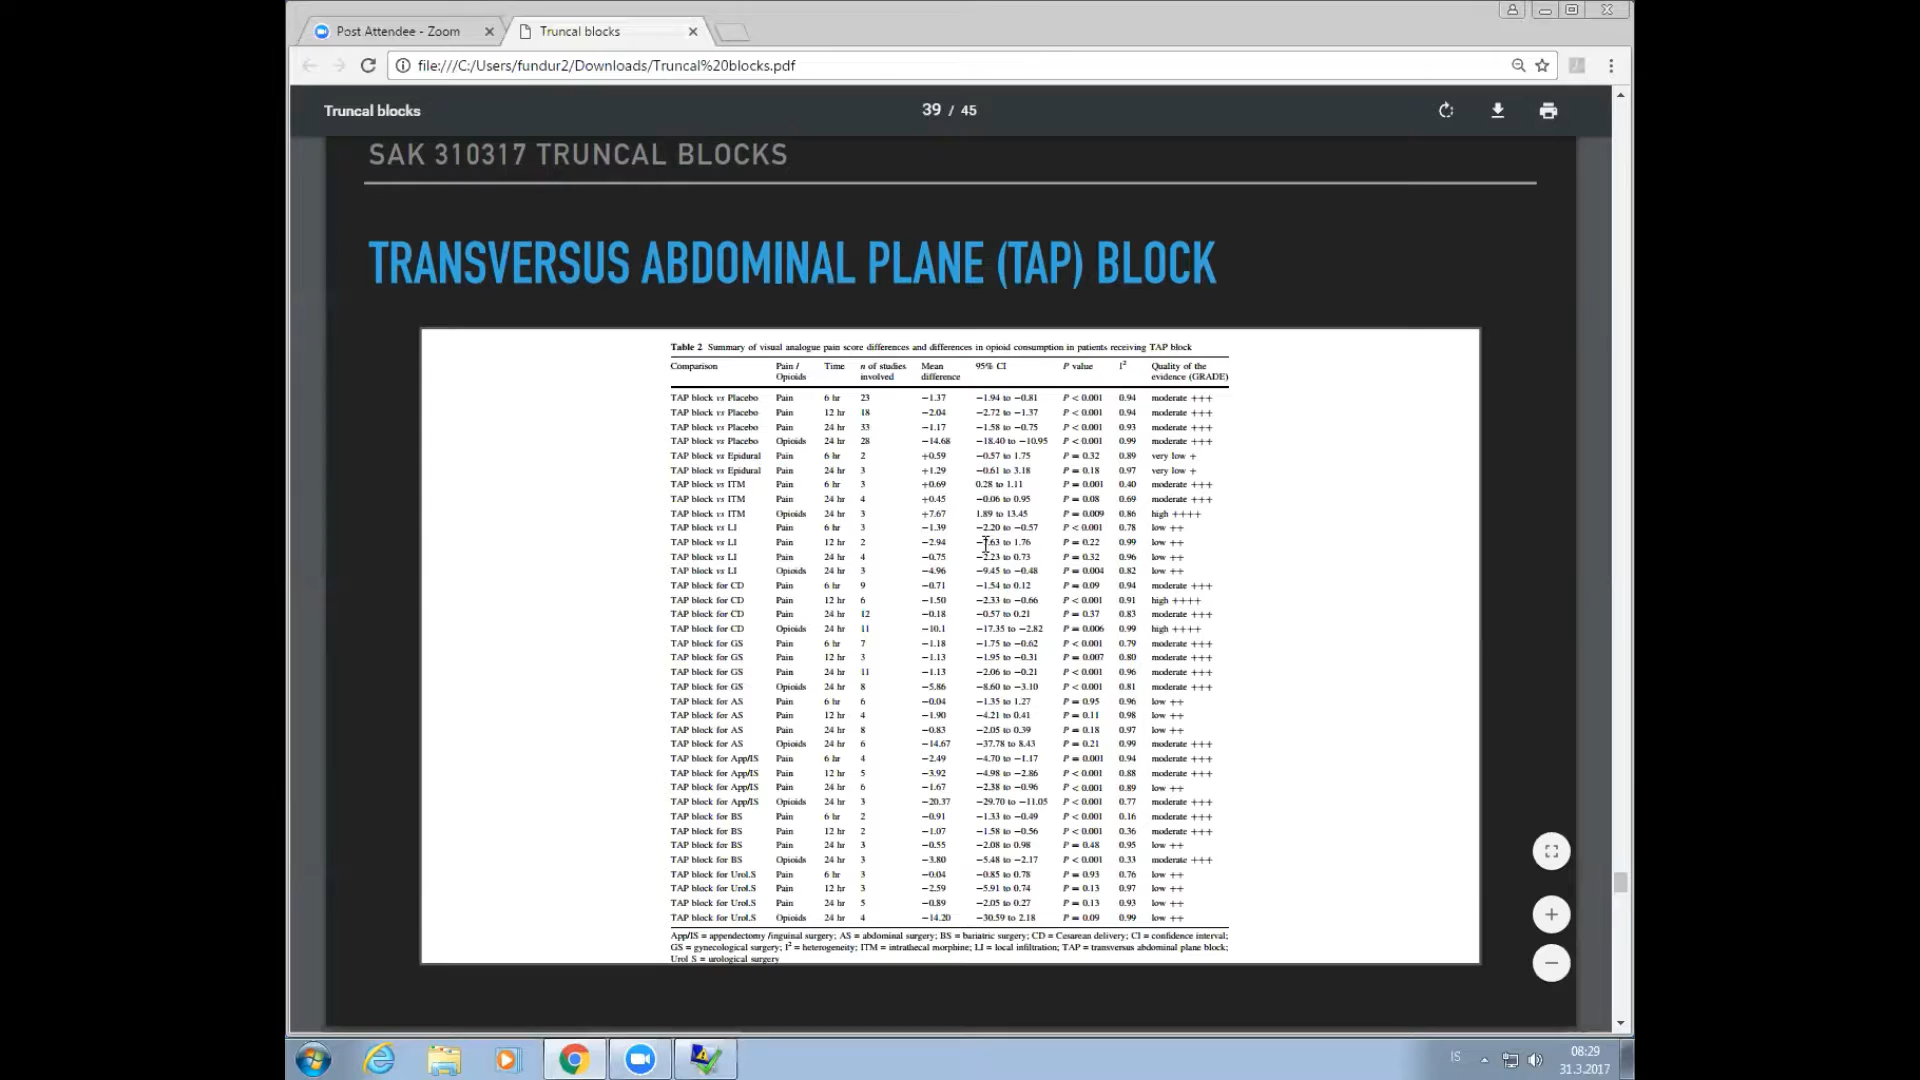 Post Attendee - Zoom
Truncal blocks
file:///C:/Users/fundur2/Downloads/Truncal%20blocks.pdf
Truncal blocks
39 / 45
SAK 310317 TRUNCAL BLOCKS
TRANSVERSUS ABDOMINAL PLANE (TAP) BLOCK
Table 2 Summary of visual analogue pain score differences and differences in opioid consumption in patients receiving TAP block
Comparison Pain / Opioids Time n of studies involved Mean difference 95% CI P value I² Quality of the evidence (GRADE)
TAP block vs Placebo Pain 6 hr 23 −1.37 −1.94 to −0.81 P < 0.001 0.94 moderate +++
TAP block vs Placebo Pain 12 hr 18 −2.04 −2.72 to −1.37 P < 0.001 0.94 moderate +++
TAP block vs Placebo Pain 24 hr 33 −1.17 −1.58 to −0.75 P < 0.001 0.93 moderate +++
TAP block vs Placebo Opioids 24 hr 28 −14.68 −18.40 to −10.95 P < 0.001 0.99 moderate +++
TAP block vs Epidural Pain 6 hr 2 +0.59 −0.57 to 1.75 P = 0.32 0.89 very low +
TAP block vs Epidural Pain 24 hr 3 +1.29 −0.61 to 3.18 P = 0.18 0.97 very low +
TAP block vs ITM Pain 6 hr 3 +0.69 0.28 to 1.11 P = 0.001 0.40 moderate +++
TAP block vs ITM Pain 24 hr 4 +0.45 −0.06 to 0.95 P = 0.08 0.69 moderate +++
TAP block vs ITM Opioids 24 hr 3 +7.67 1.89 to 13.45 P = 0.009 0.86 high ++++
TAP block vs LI Pain 6 hr 3 −1.39 −2.20 to −0.57 P < 0.001 0.78 low ++
TAP block vs LI Pain 12 hr 2 −2.94 to 1.76 P = 0.22 0.99 low ++
TAP block vs LI Pain 24 hr 4 −0.75 −2.23 to 0.73 P = 0.32 0.96 low ++
TAP block vs LI Opioids 24 hr 3 −4.96 −9.45 to −0.48 P = 0.004 0.82 low ++
TAP block for CD Pain 6 hr 9 −0.71 −1.54 to 0.12 P = 0.09 0.94 moderate +++
TAP block for CD Pain 12 hr 6 −1.50 −2.33 to −0.66 P < 0.001 0.91 high ++++
TAP block for CD Pain 24 hr 12 −0.18 −0.57 to 0.21 P = 0.37 0.83 moderate +++
TAP block for CD Opioids 24 hr 11 −10.1 −17.35 to −2.82 P = 0.006 0.99 high ++++
TAP block for GS Pain 6 hr 7 −1.18 −1.75 to −0.62 P < 0.001 0.79 moderate +++
TAP block for GS Pain 12 hr 3 −1.13 −1.95 to −0.31 P = 0.007 0.80 moderate +++
TAP block for GS Pain 24 hr 11 −1.13 −2.06 to −0.21 P < 0.001 0.96 moderate +++
TAP block for GS Opioids 24 hr 8 −5.86 −8.60 to −3.10 P < 0.001 0.81 moderate +++
TAP block for AS Pain 6 hr 6 −0.04 −1.35 to 1.27 P = 0.95 0.96 low ++
TAP block for AS Pain 12 hr 4 −1.90 −4.21 to 0.41 P = 0.11 0.98 low ++
TAP block for AS Pain 24 hr 8 −0.83 −2.05 to 0.39 P = 0.18 0.97 low ++
TAP block for AS Opioids 24 hr 6 −14.67 −37.78 to 8.43 P = 0.21 0.99 moderate +++
TAP block for App/IS Pain 6 hr 4 −2.49 −4.70 to −1.17 P = 0.001 0.94 moderate +++
TAP block for App/IS Pain 12 hr 5 −3.92 −4.98 to −2.86 P < 0.001 0.88 moderate +++
TAP block for App/IS Pain 24 hr 6 −1.67 −2.38 to −0.96 P < 0.001 0.89 low ++
TAP block for App/IS Opioids 24 hr 3 −20.37 −29.70 to −11.05 P < 0.001 0.77 moderate +++
TAP block for BS Pain 6 hr 2 −0.91 −1.33 to −0.49 P < 0.001 0.16 moderate +++
TAP block for BS Pain 12 hr 2 −1.07 −1.58 to −0.56 P < 0.001 0.36 moderate +++
TAP block for BS Pain 24 hr 3 −0.55 −2.08 to 0.98 P = 0.48 0.95 low ++
TAP block for BS Opioids 24 hr 3 −3.80 −5.48 to −2.17 P < 0.001 0.33 moderate +++
TAP block for Urol.S Pain 6 hr 3 −0.04 −0.85 to 0.78 P = 0.93 0.76 low ++
TAP block for Urol.S Pain 12 hr 3 −2.59 −5.91 to 0.74 P = 0.13 0.97 low ++
TAP block for Urol.S Pain 24 hr 5 −0.89 −2.05 to 0.27 P = 0.13 0.93 low ++
TAP block for Urol.S Opioids 24 hr 4 −14.20 −30.59 to 2.18 P = 0.09 0.99 low ++
App/IS = appendectomy /inguinal surgery; AS = abdominal surgery; BS = bariatric surgery; CD = Cesarean delivery; CI = confidence interval;
GS = gynecological surgery; I² = heterogeneity; ITM = intrathecal morphine; LI = local infiltration; TAP = transversus abdominal plane block;
Urol S = urological surgery
IS
08:29
31.3.2017